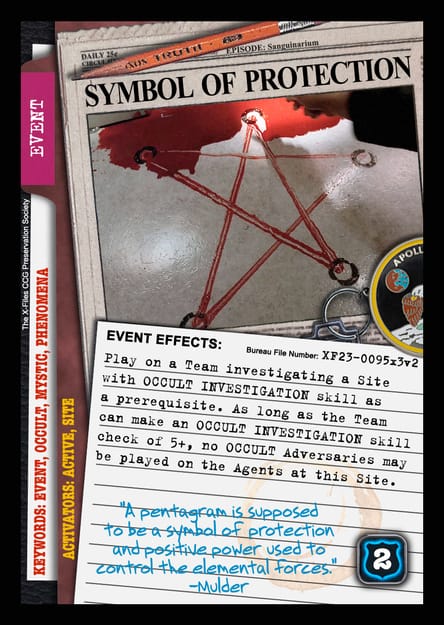 DAILY 25¢
EPISODE: Sanguinarium
TRUTH
SYMBOL OF PROTECTION
EVENT
The X-Files CCG Preservation Society
KEYWORDS: EVENT, OCCULT, MYSTIC, PHENOMENA
ACTIVATORS: ACTIVE, SITE
APOLLO
EVENT EFFECTS:
Bureau File Number: XF23-0095x3v2
Play on a Team investigating a Site
with OCCULT INVESTIGATION skill as
a prerequisite. As long as the Team
can make an OCCULT INVESTIGATION skill
check of 5+, no OCCULT Adversaries may
be played on the Agents at this Site.
"A pentagram is supposed
to be a symbol of protection
and positive power used to
control the elemental forces."
-Mulder
2